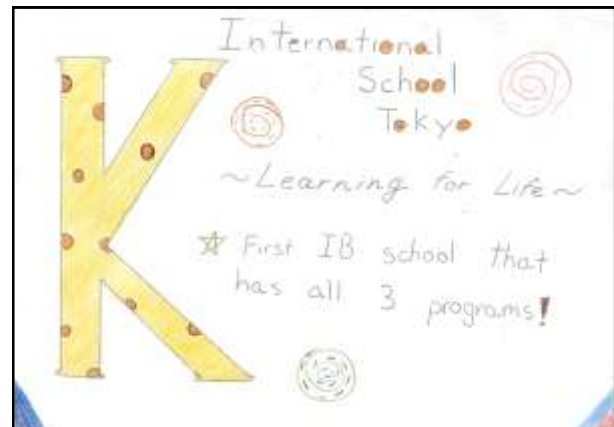 K International
School
Tokyo
~Learning for Life~
☆ First IB school that
has all 3 programs!